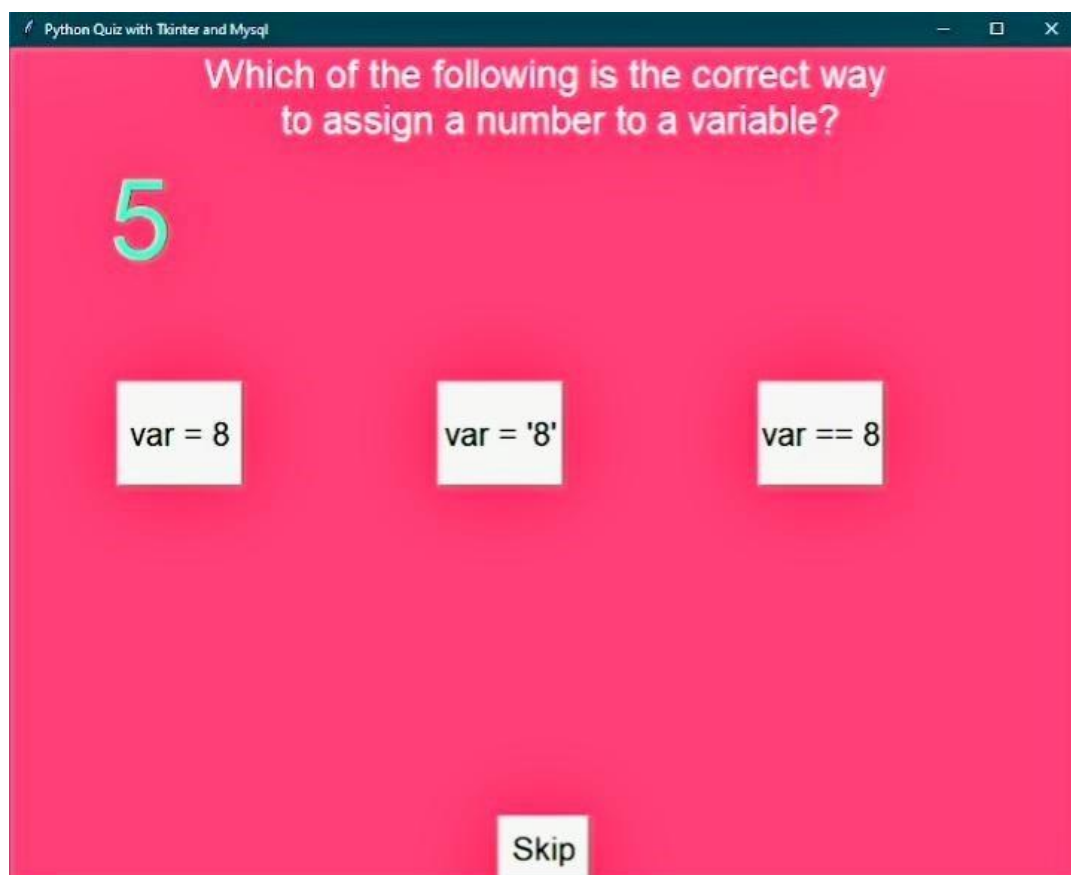 Python Quiz with Tkinter and Mysql
Which of the following is the correct way
to assign a number to a variable?
5
var = 8
var = '8'
var == 8
Skip